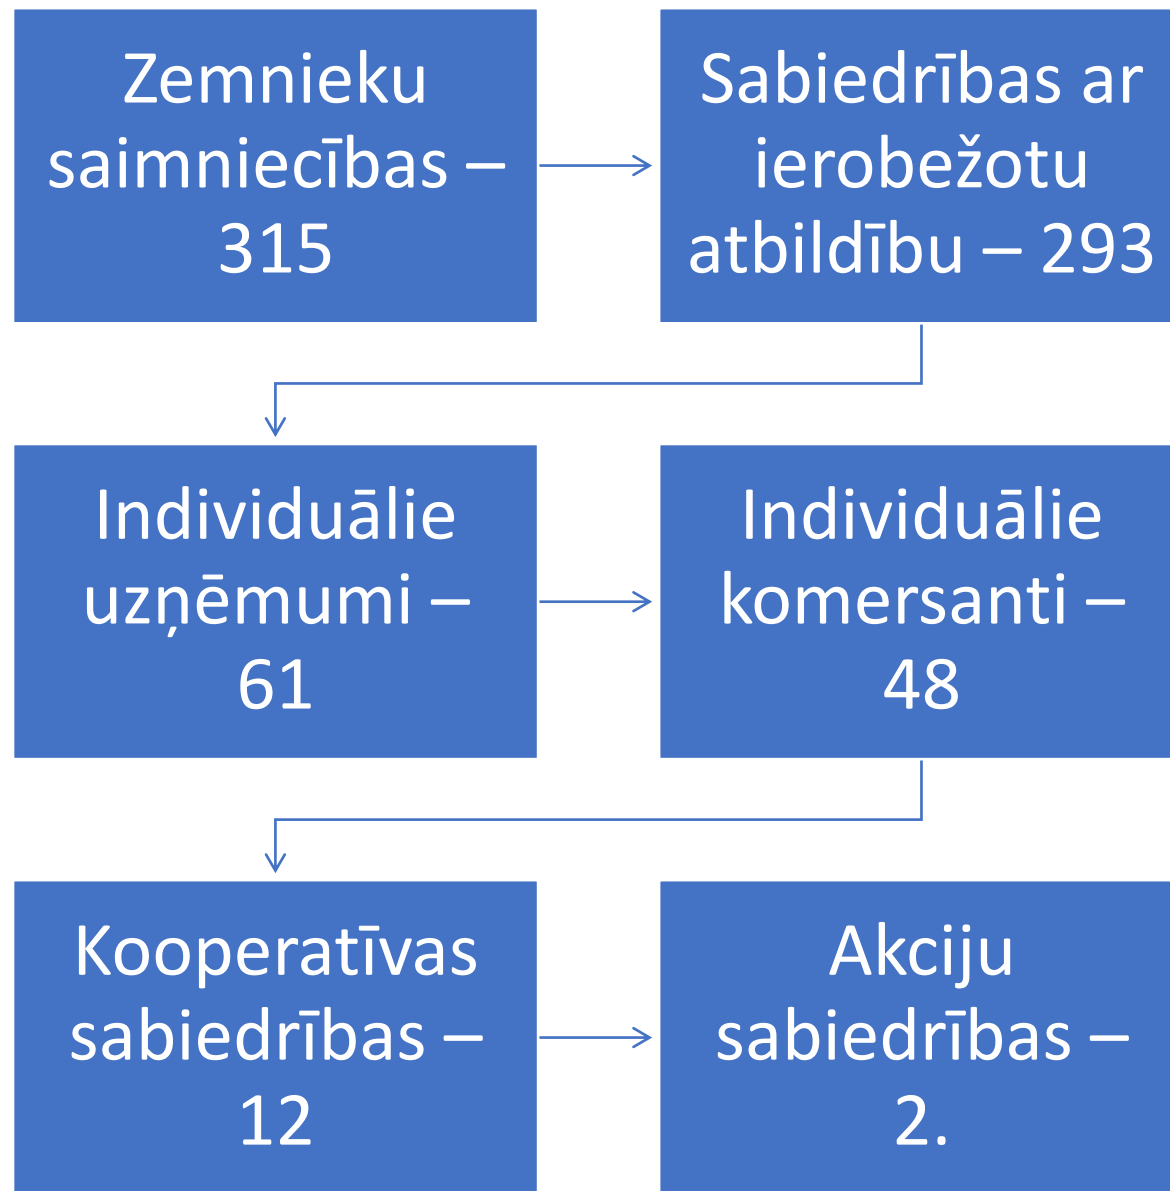 Zemnieku
saimniecības –
315
Sabiedrības ar
ierobežotu
atbildību – 293
Individuālie
uzņēmumi –
61
Individuālie
komersanti –
48
Kooperatīvas
sabiedrības –
12
Akciju
sabiedrības –
2.